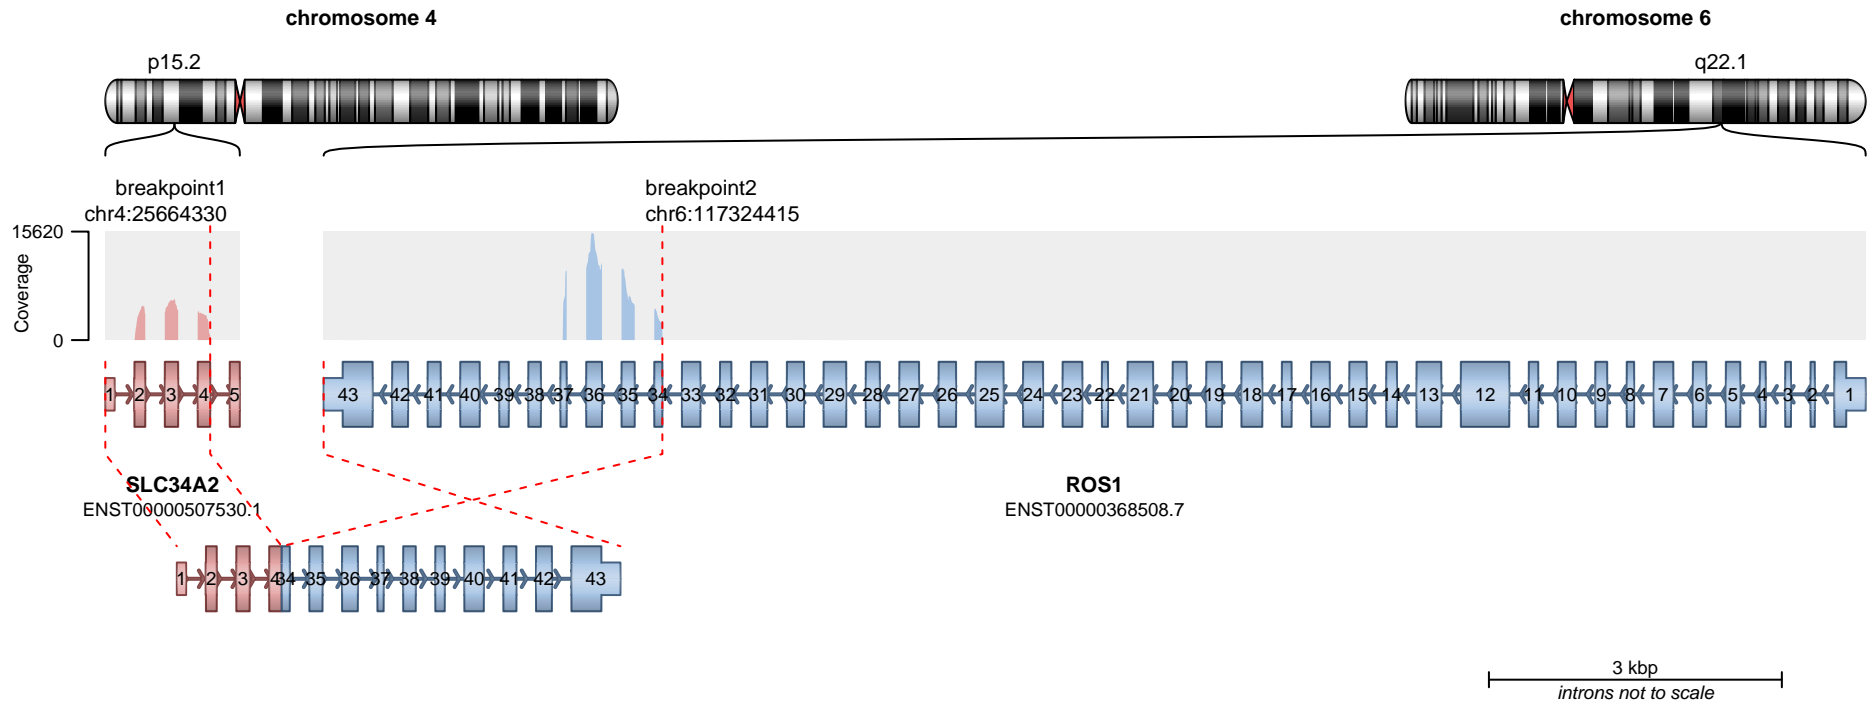 chromosome 4
chromosome 6
p15.2
q22.1
breakpoint1
chr4:25664330
breakpoint2
chr6:117324415
15620
Coverage
0
1 2 3 4 5
43 42 41 40 39 38 37 36 35 34 33 32 31 30 29 28 27 26 25 24 23 22 21 20 19 18 17 16 15 14 13 12 11 10 9 8 7 6 5 4 3 2 1
SLC34A2
ENST00000507530.1
ROS1
ENST00000368508.7
1 2 3 4 34 35 36 37 38 39 40 41 42 43
3 kbp
introns not to scale